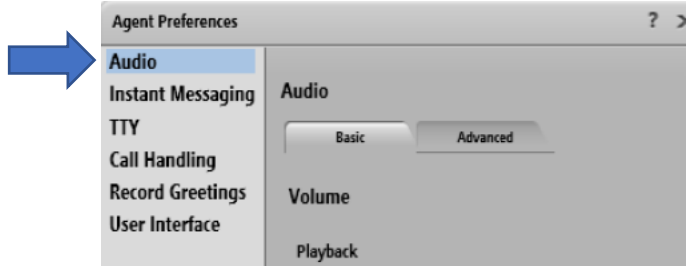 Agent Preferences ?
Audio
Instant Messaging
TTY
Call Handling
Record Greetings
User Interface
Audio
Basic Advanced
Volume
Playback